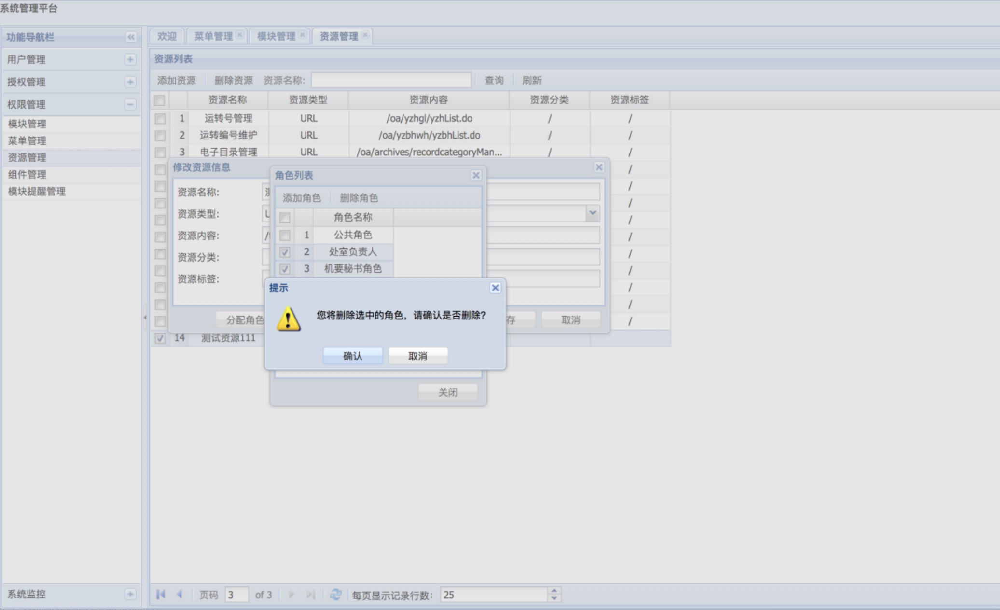 系统管理平台
功能导航栏
用户管理
授权管理
权限管理
模块管理
菜单管理
资源管理
组件管理
模块提醒管理
系统监控
欢迎 菜单管理 模块管理 资源管理
资源列表
添加资源 删除资源 资源名称: 查询 刷新
资源名称 资源类型 资源内容 资源分类 资源标签
1 运转号管理 URL /oa/yzhgl/yzhList.do / /
2 运转编号维护 URL /oa/yzbhwh/yzbhList.do / /
3 电子目录管理 URL /oa/archives/recordcategoryMan... / /
/
/
/
/
/
/
/
/
/
/
14 测试资源111
修改资源信息
资源名称:
资源类型: U
资源内容: /
资源分类:
资源标签:
分配角色 存 取消
角色列表
添加角色 删除角色
角色名称
1 公共角色
2 处室负责人
3 机要秘书角色
提示
您将删除选中的角色，请确认是否删除?
确认 取消
关闭
页码 3 of 3 每页显示记录行数: 25